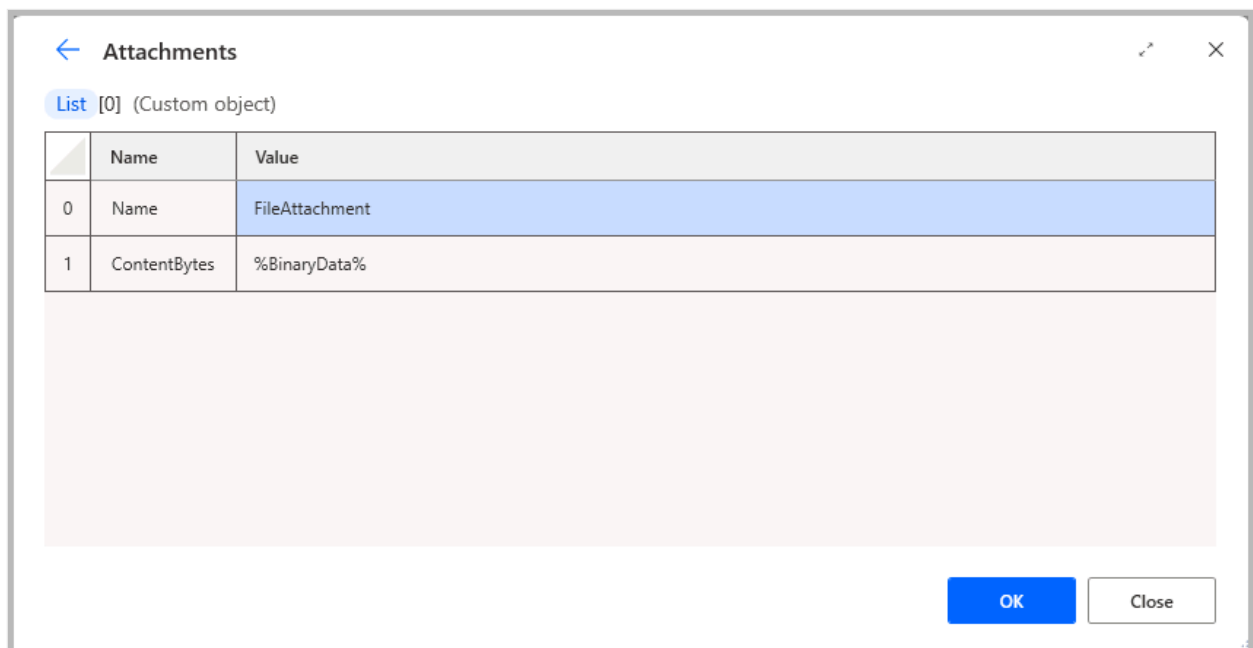 Attachments
List [0] (Custom object)
Name Value
0 Name FileAttachment
1 ContentBytes %BinaryData%
OK Close